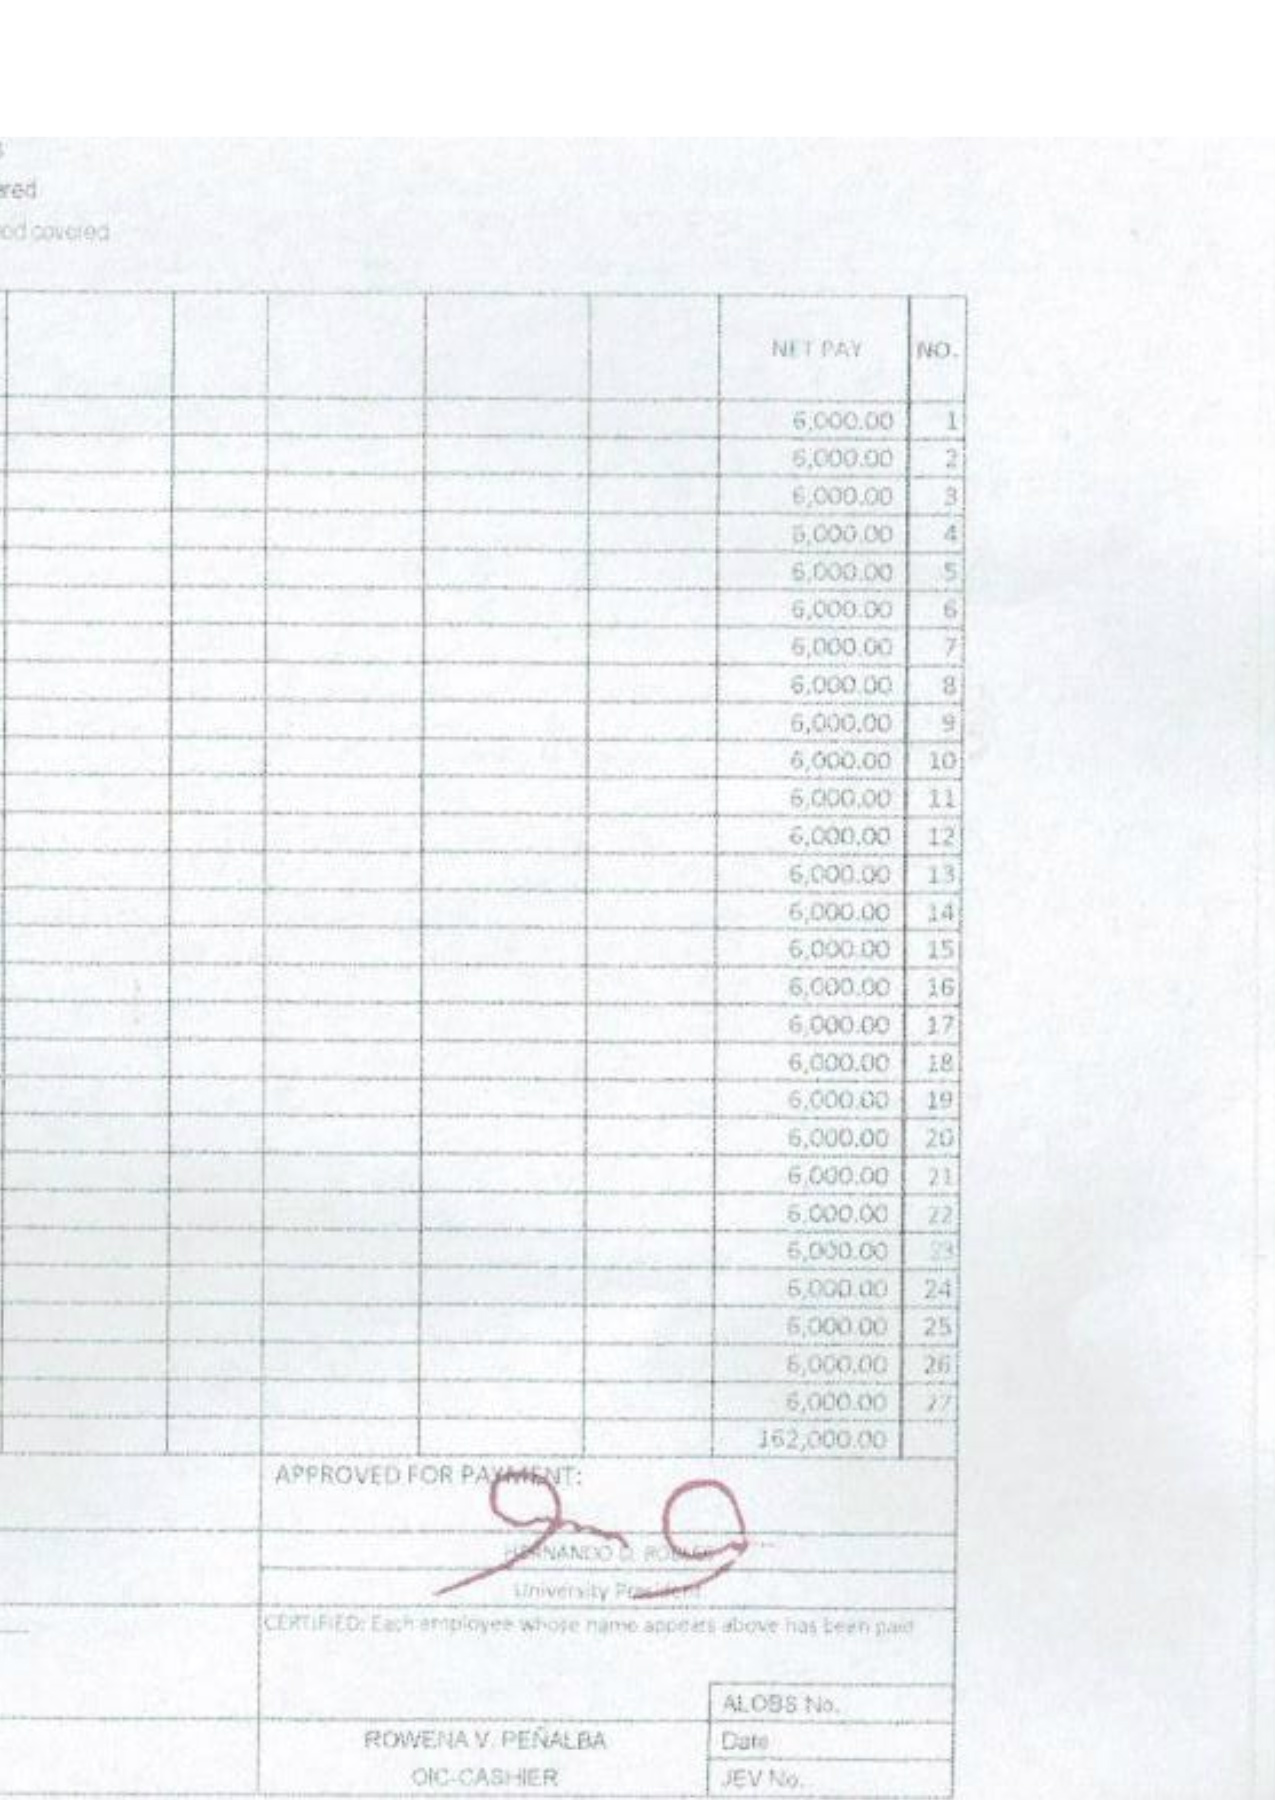 ered
od covered
NET PAY NO.
6,000.00 1
6,000.00 2
6,000.00 3
6,000.00 4
6,000.00 5
6,000.00 6
6,000.00 7
6,000.00 8
6,000.00 9
6,000.00 10
6,000.00 11
6,000.00 12
6,000.00 13
6,000.00 14
6,000.00 15
6,000.00 16
6,000.00 17
6,000.00 18
6,000.00 19
6,000.00 20
6,000.00 21
6,000.00 22
6,000.00 23
6,000.00 24
6,000.00 25
6,000.00 26
6,000.00 27
162,000.00
APPROVED FOR PAYMENT:
HERNANDO D. ROBLES
University President
CERTIFIED: Each employee whose name appears above has been paid
ALOBS No.
ROWENA V. PEÑALBA Date
OIC-CASHIER JEV No.